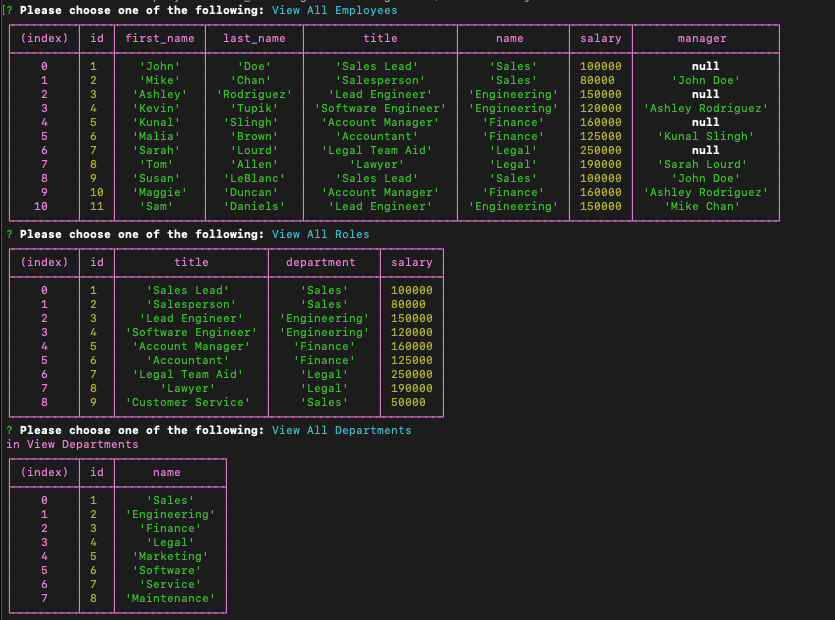 [? Please choose one of the following: View All Employees
(index) id first_name last_name title name salary manager
0 1 'John' 'Doe' 'Sales Lead' 'Sales' 100000 null
1 2 'Mike' 'Chan' 'Salesperson' 'Sales' 80000 'John Doe'
2 3 'Ashley' 'Rodriguez' 'Lead Engineer' 'Engineering' 150000 null
3 4 'Kevin' 'Tupik' 'Software Engineer' 'Engineering' 120000 'Ashley Rodriguez'
4 5 'Kunal' 'Slingh' 'Account Manager' 'Finance' 160000 null
5 6 'Malia' 'Brown' 'Accountant' 'Finance' 125000 'Kunal Slingh'
6 7 'Sarah' 'Lourd' 'Legal Team Aid' 'Legal' 250000 null
7 8 'Tom' 'Allen' 'Lawyer' 'Legal' 190000 'Sarah Lourd'
8 9 'Susan' 'LeBlanc' 'Sales Lead' 'Sales' 100000 'John Doe'
9 10 'Maggie' 'Duncan' 'Account Manager' 'Finance' 160000 'Ashley Rodriguez'
10 11 'Sam' 'Daniels' 'Lead Engineer' 'Engineering' 150000 'Mike Chan'
? Please choose one of the following: View All Roles
(index) id title department salary
0 1 'Sales Lead' 'Sales' 100000
1 2 'Salesperson' 'Sales' 80000
2 3 'Lead Engineer' 'Engineering' 150000
3 4 'Software Engineer' 'Engineering' 120000
4 5 'Account Manager' 'Finance' 160000
5 6 'Accountant' 'Finance' 125000
6 7 'Legal Team Aid' 'Legal' 250000
7 8 'Lawyer' 'Legal' 190000
8 9 'Customer Service' 'Sales' 50000
? Please choose one of the following: View All Departments
in View Departments
(index) id name
0 1 'Sales'
1 2 'Engineering'
2 3 'Finance'
3 4 'Legal'
4 5 'Marketing'
5 6 'Software'
6 7 'Service'
7 8 'Maintenance'